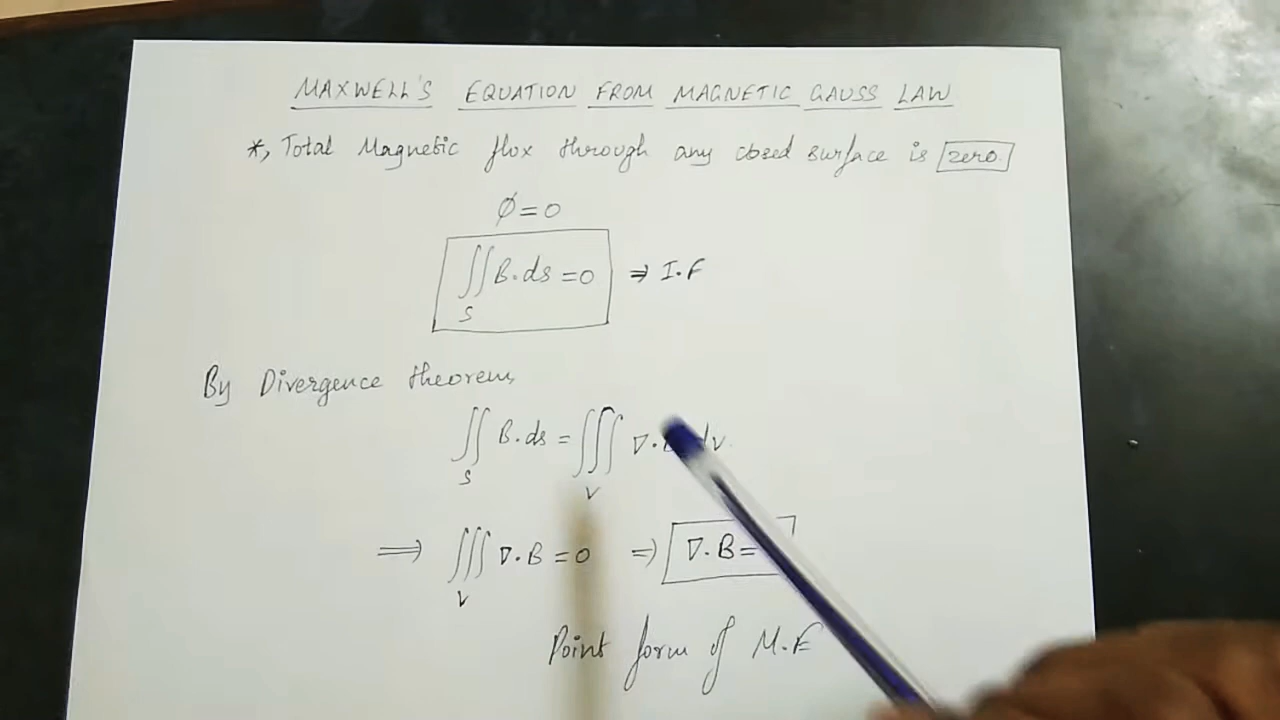 MAXWELL'S EQUATION FROM MAGNETIC GAUSS LAW
*, Total Magnetic flux through any closed surface is zero.
∅ = 0
∬ B.ds = 0 ⇒ I.F
S
By Divergence theorem,
∬ B.ds = ∭ ∇. dv
S V
⟹ ∭ ∇.B = 0 ⇒ ∇.B =
V
Point form of M.E